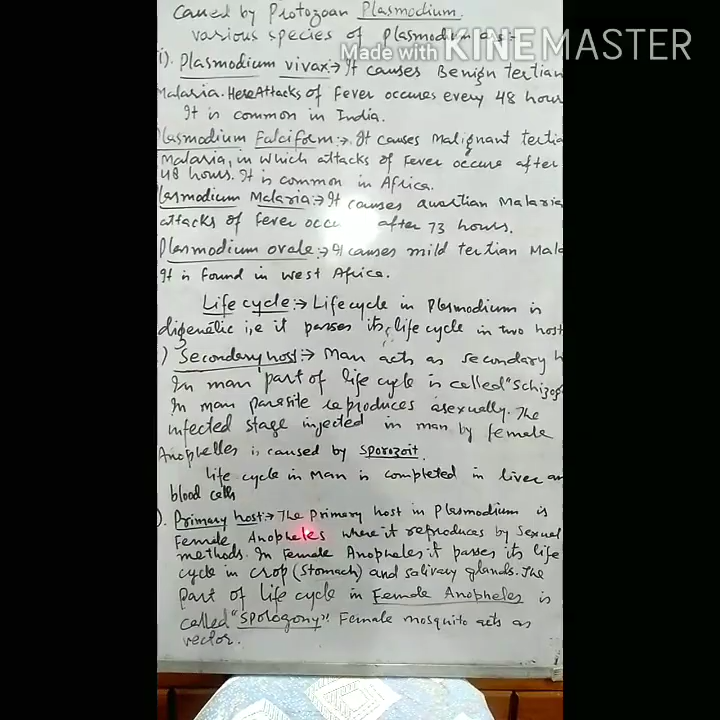 Caused by Protozoan Plasmodium.
various species of Plasmodium are:-
Made with KINEMASTER
i). Plasmodium vivax:→ It causes Benign tertian
Malaria. Here Attacks of Fever occures every 48 hour
It is common in India.
Plasmodium Falciform:→. It causes Malignant tertia
Malaria, in which attacks of Fever occure after
48 hours. It is common in Africa.
lasmodium Malaria:→ It causes quartian Malaria
attacks of fever occu after 73 hours.
Plasmodium ovale:→ It causes mild tertian Mala
It is found in west Africa.
Life cycle:→ Life cycle in Plasmodium is
digenetic i,e it passes its life cycle in two host
.) Secondary host:→ Man acts as secondary h
In man part of life cycle is called "Schizog
In man parasite reproduces asexually. The
infected stage injected in man by female
Anophelles is caused by sporozoit.
Life cycle in Man is completed in liver an
blood cells
). Primary host:→ The Primary host in Plasmodium is
Female Anopheles where it reproduces by sexual
methods. In Female Anopheles it passes its life
cycle in crop (stomach) and salivary glands. The
part of life cycle in Female Anopheles is
called "Sporogony". Female mosquito acts as
vector.